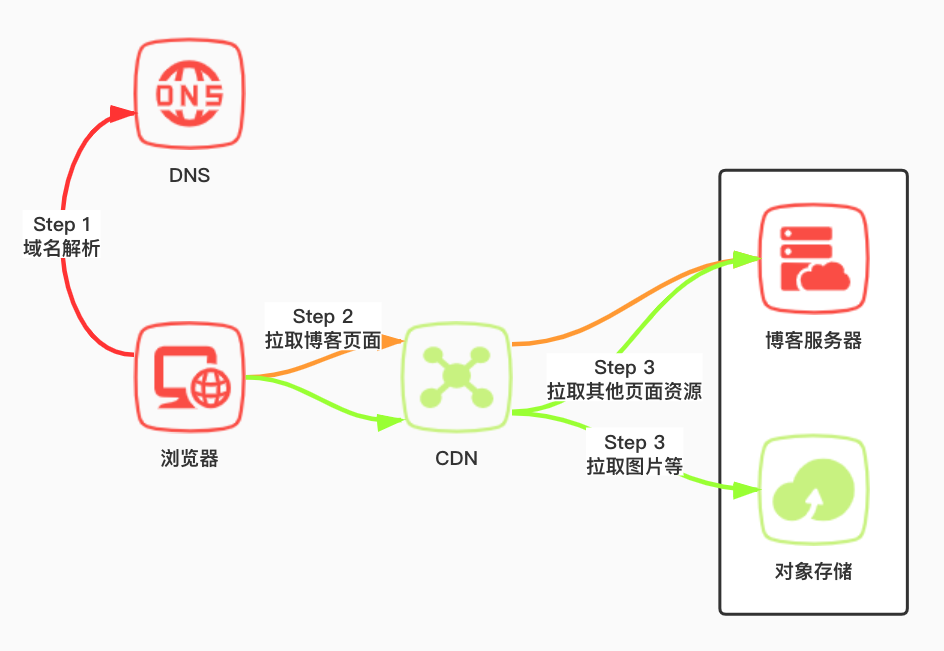 DNS
DNS
Step 1
域名解析
Step 2
拉取博客页面
浏览器
CDN
Step 3
拉取其他页面资源
Step 3
拉取图片等
博客服务器
对象存储